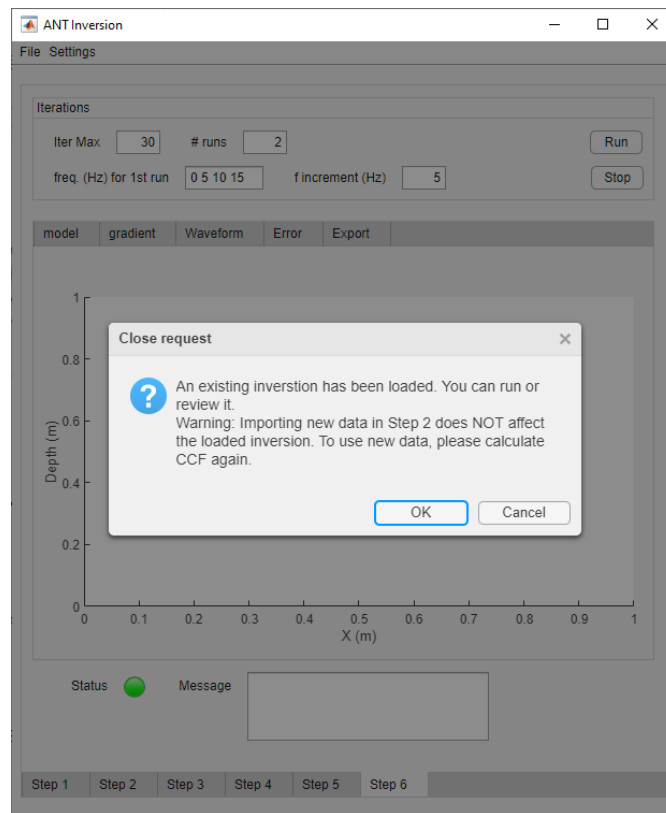 ANT Inversion
File Settings
Iterations
Iter Max 30 # runs 2 Run
freq. (Hz) for 1st run 0 5 10 15 f increment (Hz) 5 Stop
model gradient Waveform Error Export
1
0.8
0.6
0.4
0.2
0
Depth (m)
Close request
An existing inverstion has been loaded. You can run or
review it.
Warning: Importing new data in Step 2 does NOT affect
the loaded inversion. To use new data, please calculate
CCF again.
OK Cancel
0 0.1 0.2 0.3 0.4 0.5 0.6 0.7 0.8 0.9 1
X (m)
Status Message
Step 1 Step 2 Step 3 Step 4 Step 5 Step 6